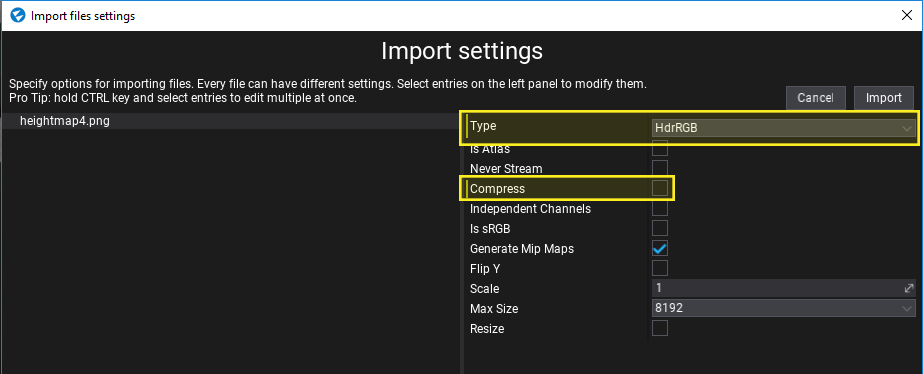 Import files settings
Import settings
Specify options for importing files. Every file can have different settings. Select entries on the left panel to modify them.
Pro Tip: hold CTRL key and select entries to edit multiple at once.
Cancel Import
heightmap4.png
Type HdrRGB
Is Atlas
Never Stream
Compress
Independent Channels
Is sRGB
Generate Mip Maps
Flip Y
Scale 1
Max Size 8192
Resize